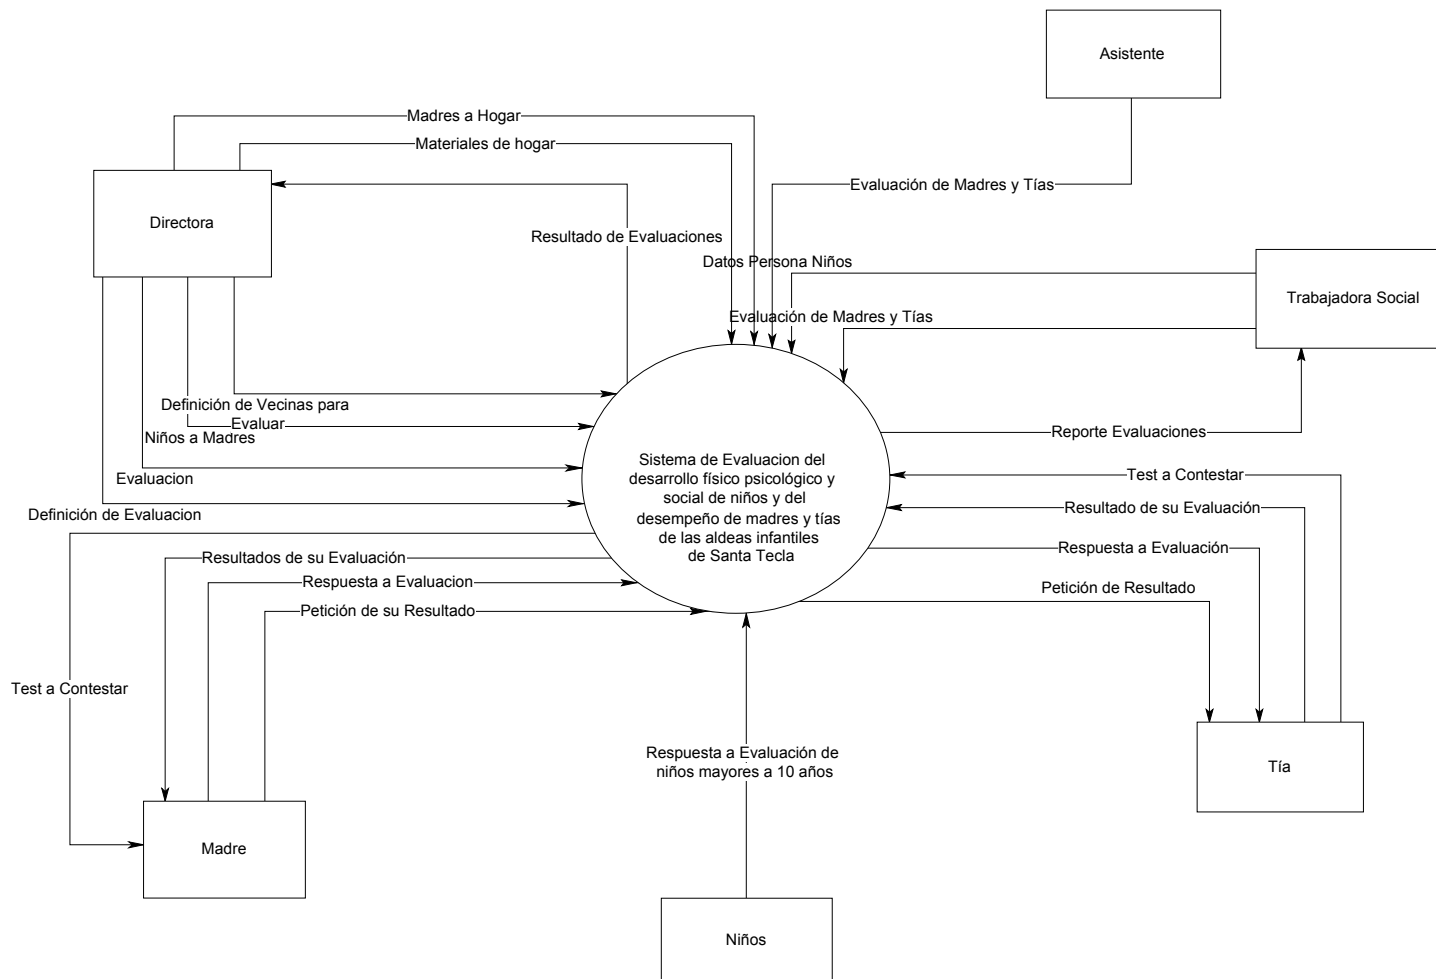 Asistente
Madres a Hogar
Materiales de hogar
Evaluación de Madres y Tías
Directora
Resultado de Evaluaciones
Datos Persona Niños
Trabajadora Social
Evaluación de Madres y Tías
Definición de Vecinas para
Evaluar
Niños a Madres
Reporte Evaluaciones
Evaluacion
Definición de Evaluacion
Sistema de Evaluacion del
desarrollo físico psicológico y
social de niños y del
desempeño de madres y tías
de las aldeas infantiles
de Santa Tecla
Test a Contestar
Resultado de su Evaluación
Respuesta a Evaluación
Petición de Resultado
Resultados de su Evaluación
Respuesta a Evaluacion
Petición de su Resultado
Test a Contestar
Respuesta a Evaluación de
niños mayores a 10 años
Tía
Madre
Niños